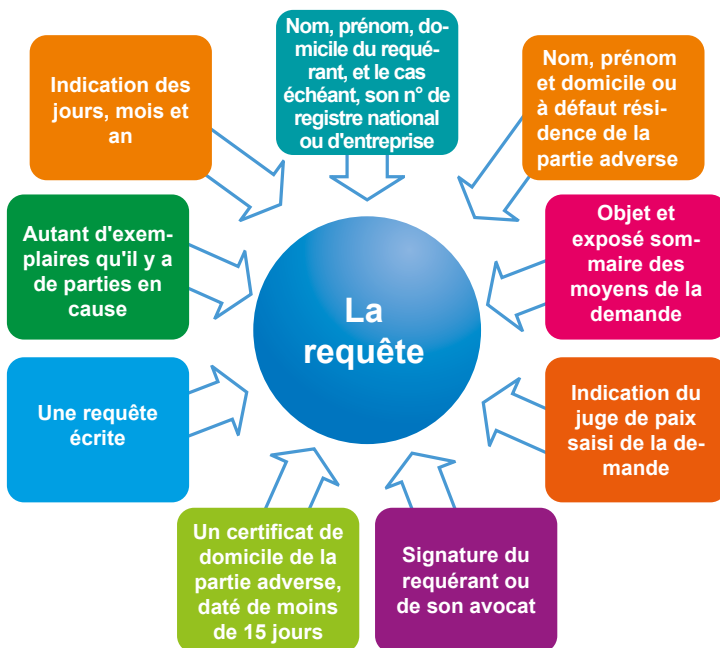 Nom, prénom, do-
micile du requé-
rant, et le cas
échéant, son n° de
registre national
ou d'entreprise
Nom, prénom
et domicile ou
à défaut rési-
dence de la
partie adverse
Objet et
exposé som-
maire des
moyens de la
demande
Indication du
juge de paix
saisi de la de-
mande
Signature du
requérant ou
de son avocat
Un certificat de
domicile de la
partie adverse,
daté de moins
de 15 jours
Une requête
écrite
Autant d'exem-
plaires qu'il y a
de parties en
cause
Indication des
jours, mois et
an
La
requête